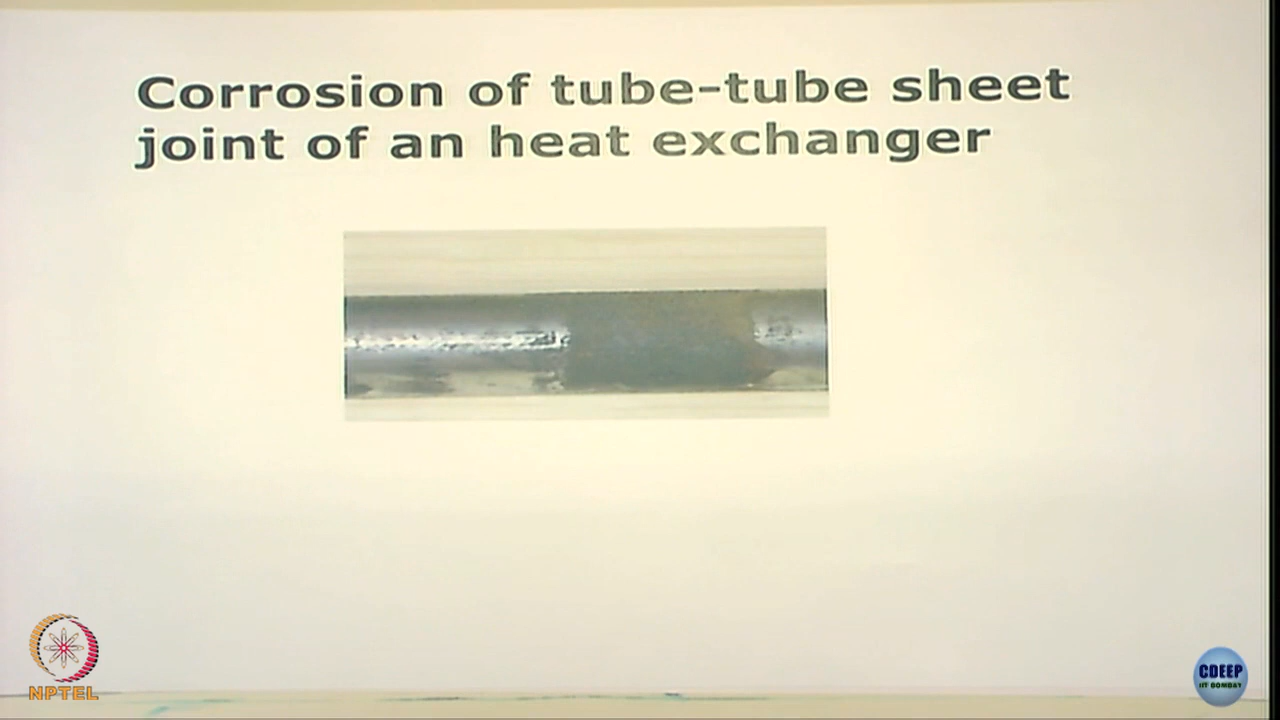 Corrosion of tube-tube sheet
joint of an heat exchanger
NPTEL
CDEEP
IIT BOMBAY